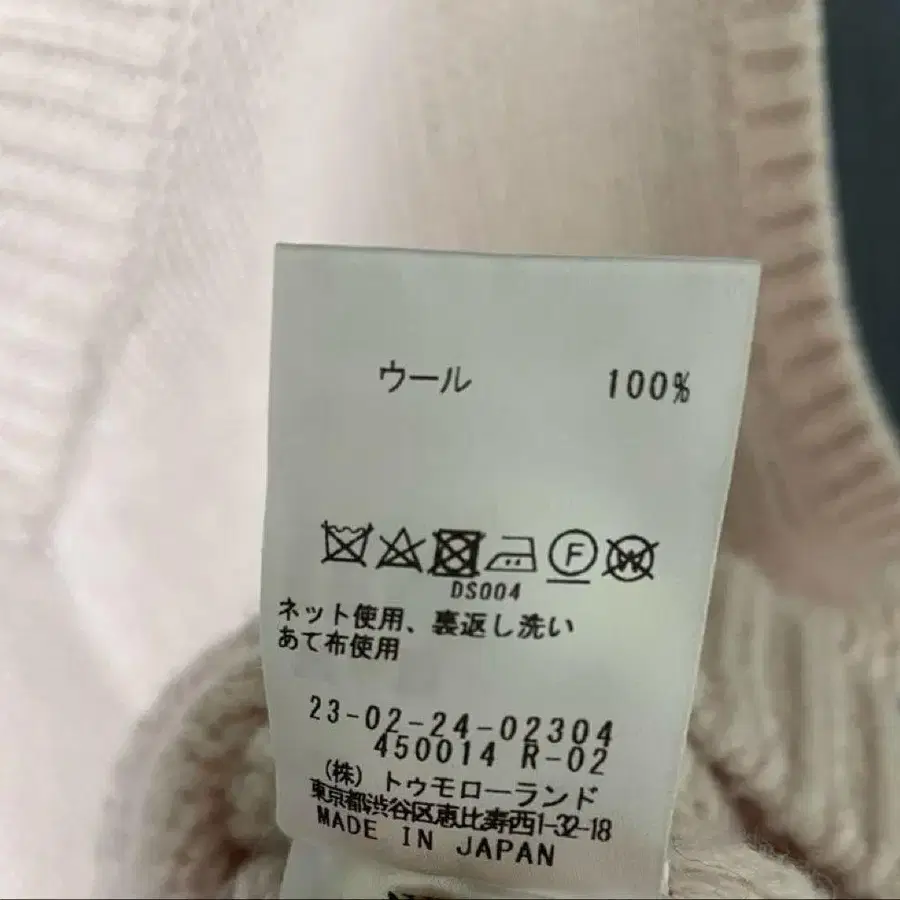 ウール 100%
F W
DS004
ネット使用、裏返し洗い
あて布使用
23-02-24-02304
450014 R-02
(株) トゥモローランド
東京都渋谷区恵比寿西1-32-18
MADE IN JAPAN